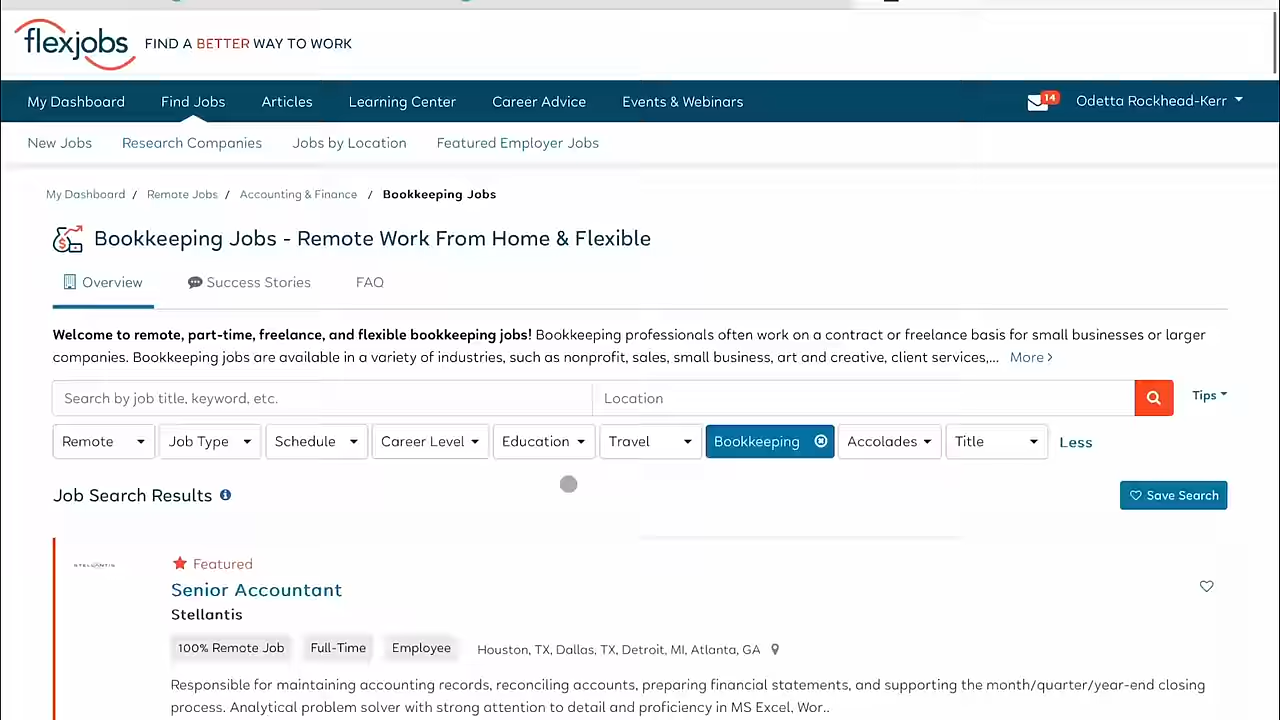 flexjobs FIND A BETTER WAY TO WORK
My Dashboard Find Jobs Articles Learning Center Career Advice Events & Webinars 14 Odetta Rockhead-Kerr
New Jobs Research Companies Jobs by Location Featured Employer Jobs
My Dashboard / Remote Jobs / Accounting & Finance / Bookkeeping Jobs
Bookkeeping Jobs - Remote Work From Home & Flexible
Overview Success Stories FAQ
Welcome to remote, part-time, freelance, and flexible bookkeeping jobs! Bookkeeping professionals often work on a contract or freelance basis for small businesses or larger
companies. Bookkeeping jobs are available in a variety of industries, such as nonprofit, sales, small business, art and creative, client services,... More >
Search by job title, keyword, etc. Location Tips
Remote Job Type Schedule Career Level Education Travel Bookkeeping Accolades Title Less
Job Search Results Save Search
STELLANTIS Featured
Senior Accountant
Stellantis
100% Remote Job Full-Time Employee Houston, TX, Dallas, TX, Detroit, MI, Atlanta, GA
Responsible for maintaining accounting records, reconciling accounts, preparing financial statements, and supporting the month/quarter/year-end closing
process. Analytical problem solver with strong attention to detail and proficiency in MS Excel, Wor..